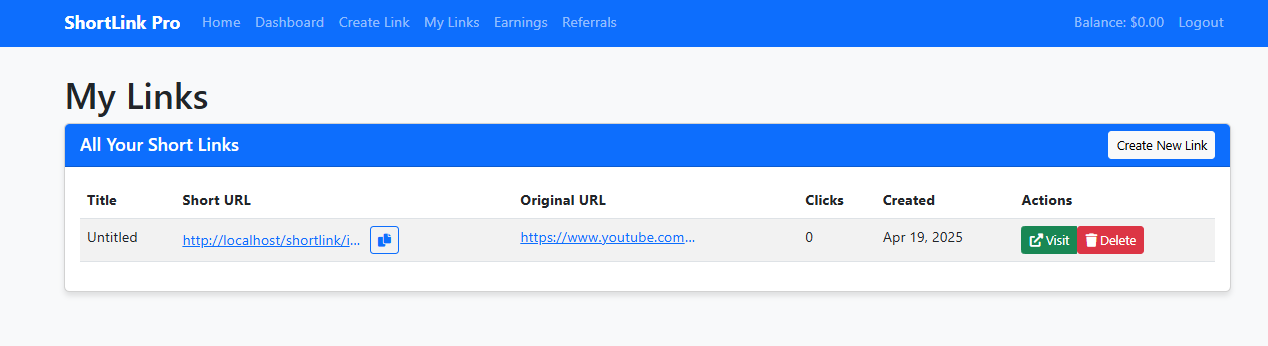 ShortLink Pro Home Dashboard Create Link My Links Earnings Referrals Balance: $0.00 Logout
My Links
All Your Short Links Create New Link
Title Short URL Original URL Clicks Created Actions
Untitled http://localhost/shortlink/i... https://www.youtube.com... 0 Apr 19, 2025 Visit Delete